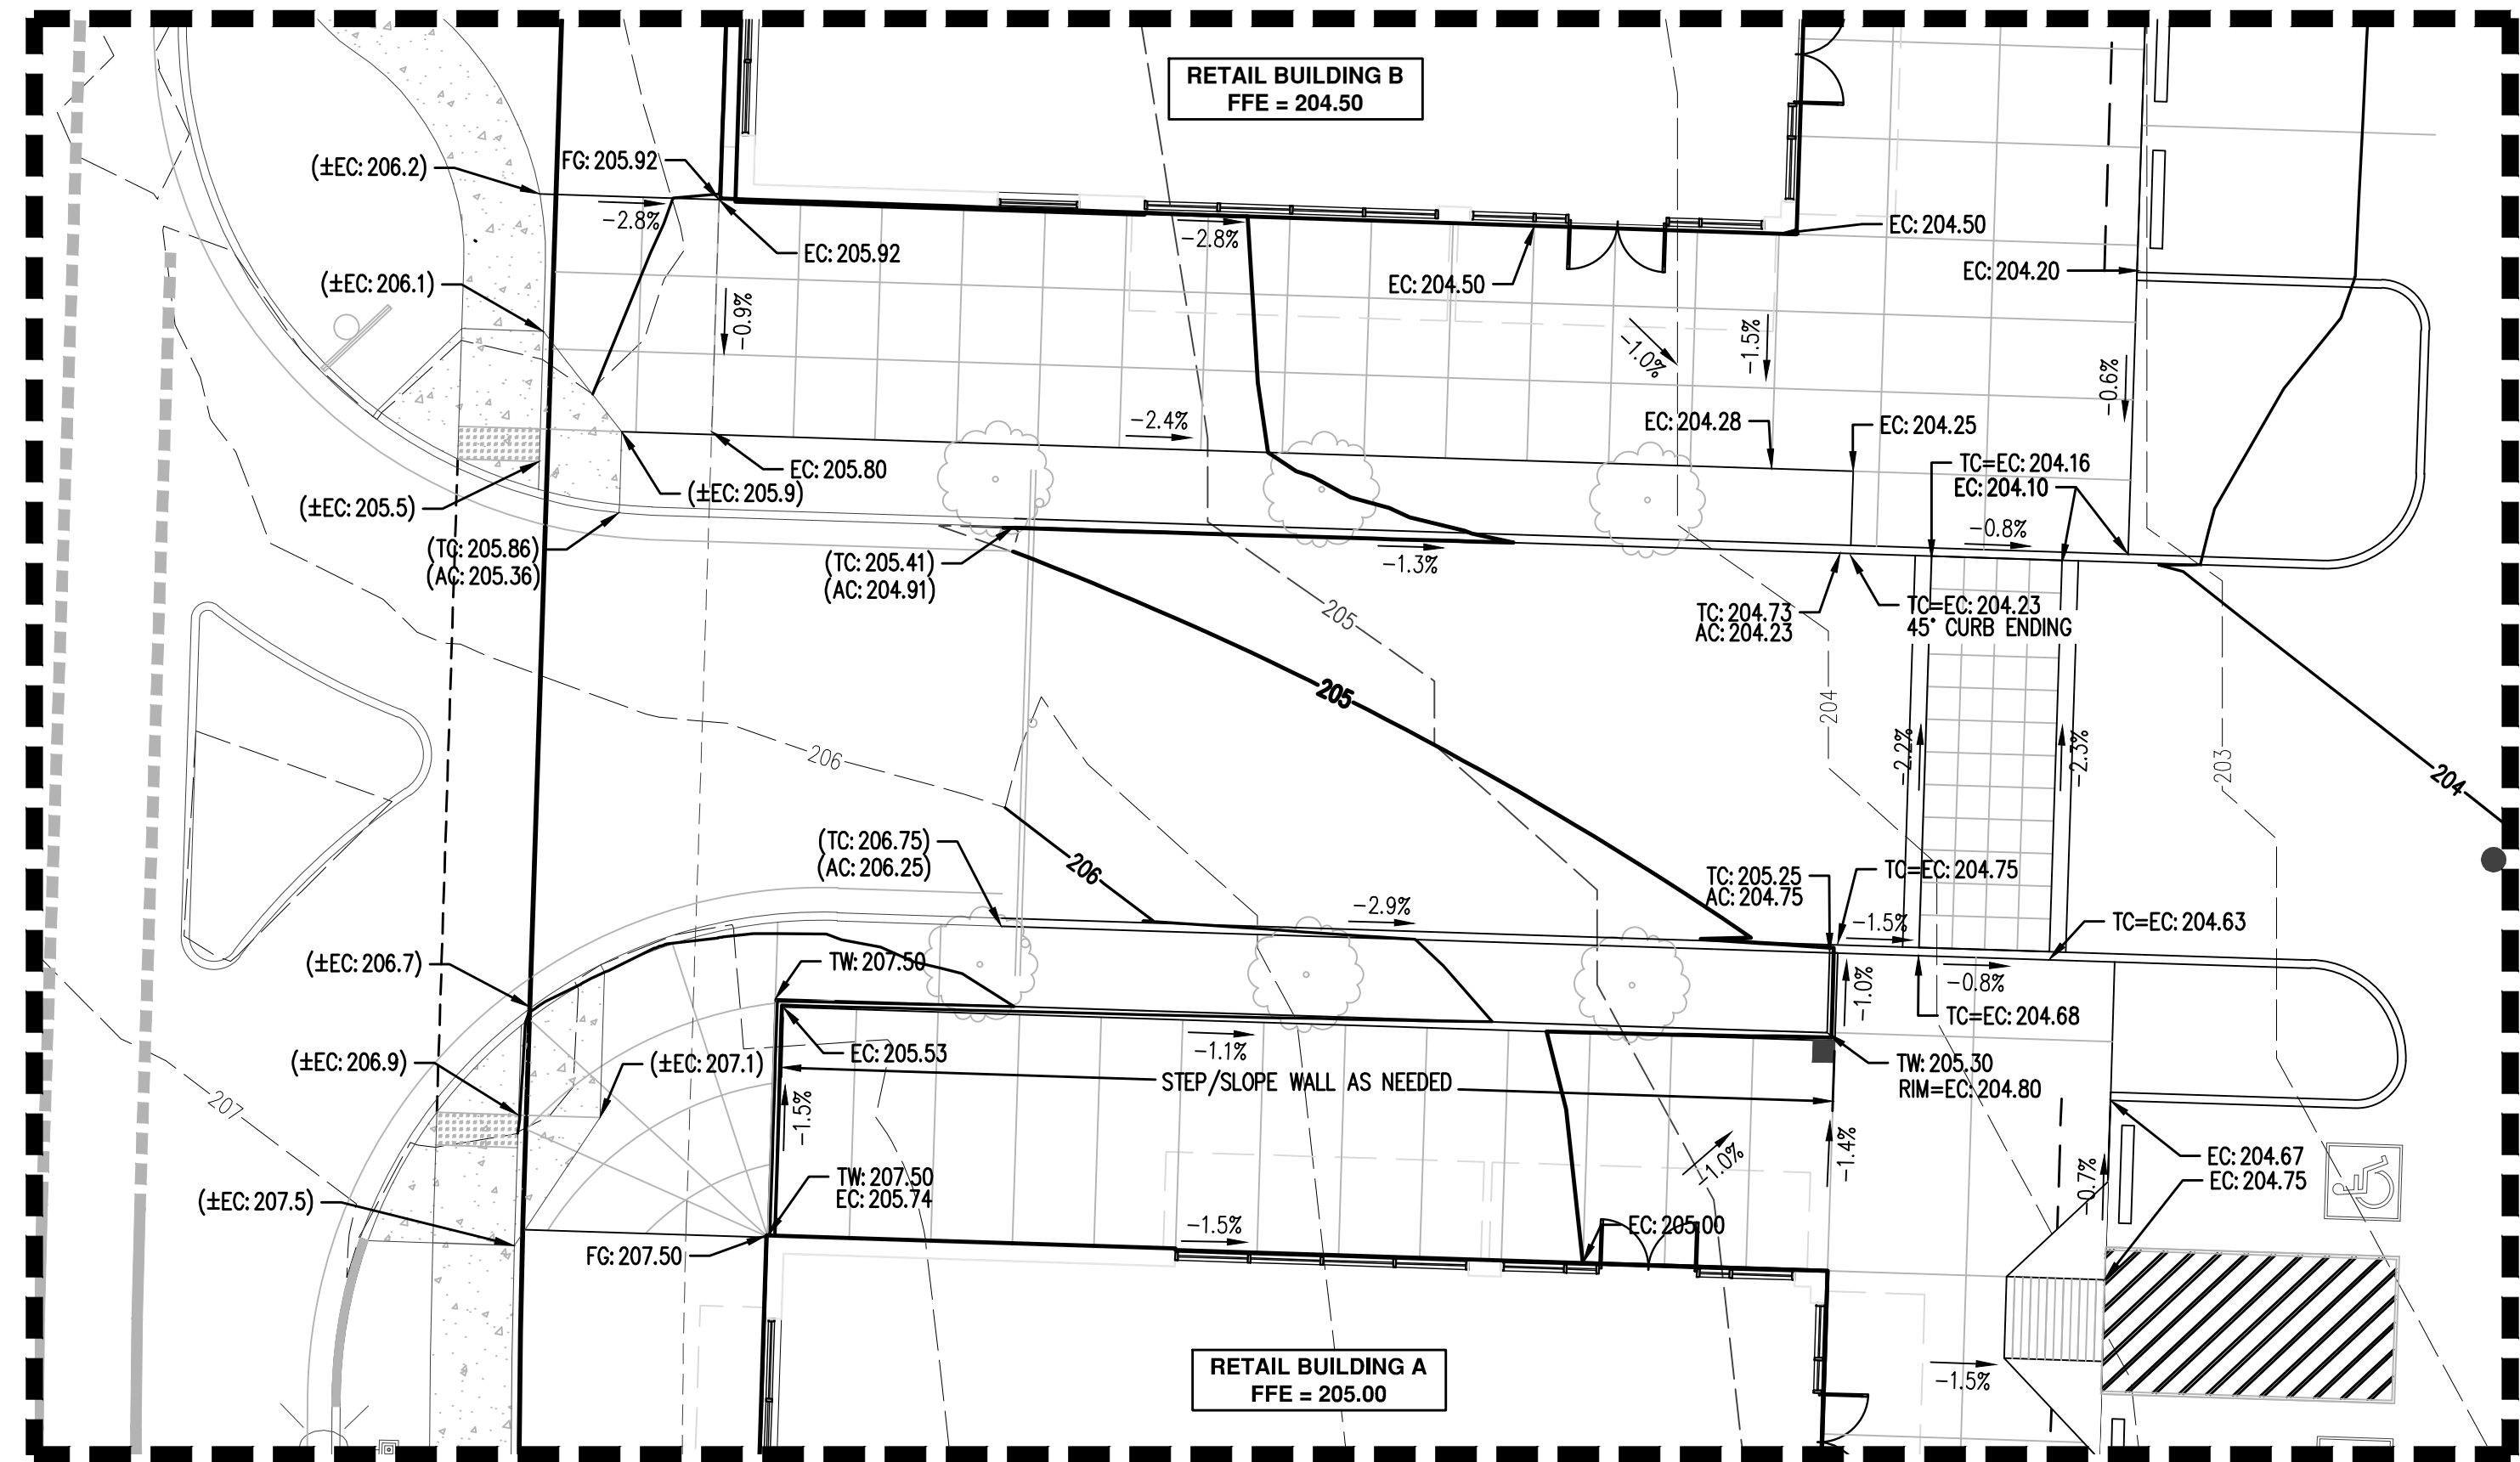 RETAIL BUILDING B
FFE = 204.50
(±EC: 206.2)
FG: 205.92
-2.8%
EC: 205.92
-2.8%
EC: 204.50
EC: 204.50
EC: 204.20
(±EC: 206.1)
-0.9%
-1.0%
-1.5%
-0.6%
-2.4%
EC: 204.28
EC: 204.25
EC: 205.80
(±EC: 205.9)
(±EC: 205.5)
TC=EC: 204.16
EC: 204.10
-0.8%
(TC: 205.86)
(AC: 205.36)
(TC: 205.41)
(AC: 204.91)
-1.3%
TC: 204.73
AC: 204.23
TC=EC: 204.23
45° CURB ENDING
205
205
204
203
206
-2.2%
-2.3%
204
(TC: 206.75)
(AC: 206.25)
206
TC: 205.25
AC: 204.75
TC=EC: 204.75
-2.9%
-1.5%
TC=EC: 204.63
(±EC: 206.7)
TW: 207.50
-1.0%
-0.8%
TC=EC: 204.68
EC: 205.53
-1.1%
(±EC: 206.9)
(±EC: 207.1)
STEP/SLOPE WALL AS NEEDED
TW: 205.30
RIM=EC: 204.80
207
-1.5%
-1.0%
-1.4%
-0.7%
EC: 204.67
EC: 204.75
TW: 207.50
EC: 205.74
(±EC: 207.5)
-1.5%
EC: 205.00
FG: 207.50
RETAIL BUILDING A
FFE = 205.00
-1.5%